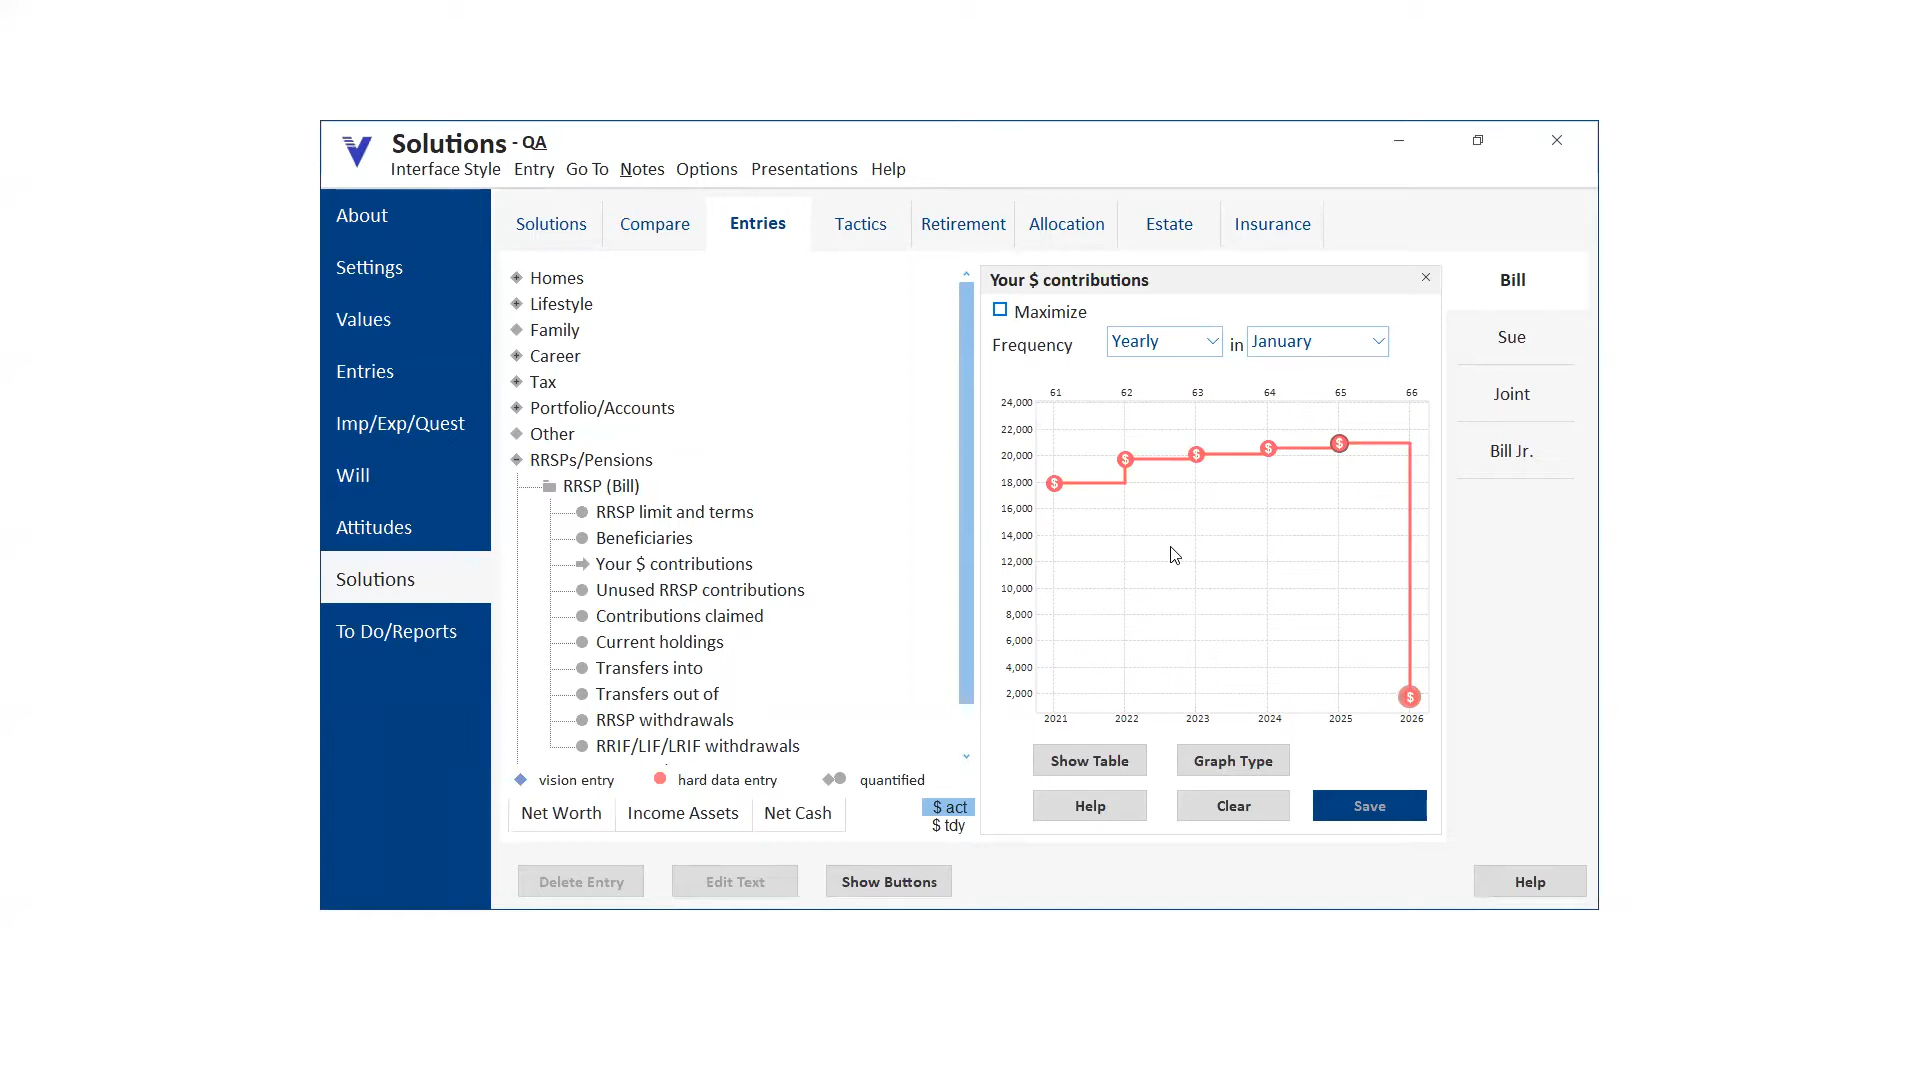 Solutions - QA
Interface Style Entry Go To Notes Options Presentations Help
About
Settings
Values
Entries
Imp/Exp/Quest
Will
Attitudes
Solutions
To Do/Reports
Solutions Compare Entries Tactics Retirement Allocation Estate Insurance
Homes
Lifestyle
Family
Career
Tax
Portfolio/Accounts
Other
RRSPs/Pensions
RRSP (Bill)
RRSP limit and terms
Beneficiaries
Your $ contributions
Unused RRSP contributions
Contributions claimed
Current holdings
Transfers into
Transfers out of
RRSP withdrawals
RRIF/LIF/LRIF withdrawals
vision entry hard data entry quantified
Net Worth Income Assets Net Cash
$ act
$ tdy
Your $ contributions
Maximize
Frequency Yearly in January
61 62 63 64 65 66
24,000
22,000
20,000
18,000
16,000
14,000
12,000
10,000
8,000
6,000
4,000
2,000
$ $ $ $ $ $
2021 2022 2023 2024 2025 2026
Show Table Graph Type
Help Clear Save
Bill
Sue
Joint
Bill Jr.
Delete Entry Edit Text Show Buttons Help